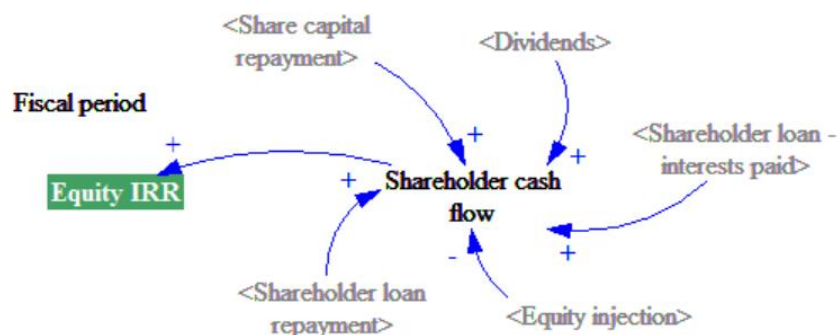 <Share capital
repayment>
<Dividends>
Fiscal period
+
+
+
<Shareholder loan -
interests paid>
Equity IRR
+
Shareholder cash
flow
-
+
<Shareholder loan
repayment>
<Equity injection>